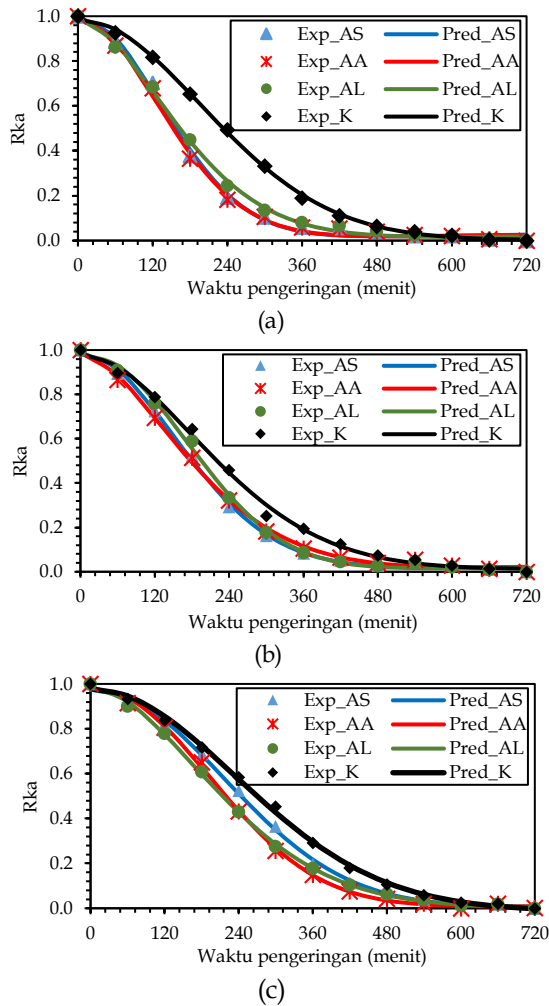 1.0
0.8
0.6
0.4
0.2
0.0
Rka
Exp_AS Pred_AS
Exp_AA Pred_AA
Exp_AL Pred_AL
Exp_K Pred_K
0 120 240 360 480 600 720
Waktu pengeringan (menit)
(a)
1.0
0.8
0.6
0.4
0.2
0.0
Rka
Exp_AS Pred_AS
Exp_AA Pred_AA
Exp_AL Pred_AL
Exp_K Pred_K
0 120 240 360 480 600 720
Waktu pengeringan (menit)
(b)
1.0
0.8
0.6
0.4
0.2
0.0
Rka
Exp_AS Pred_AS
Exp_AA Pred_AA
Exp_AL Pred_AL
Exp_K Pred_K
0 120 240 360 480 600 720
Waktu pengeringan (menit)
(c)